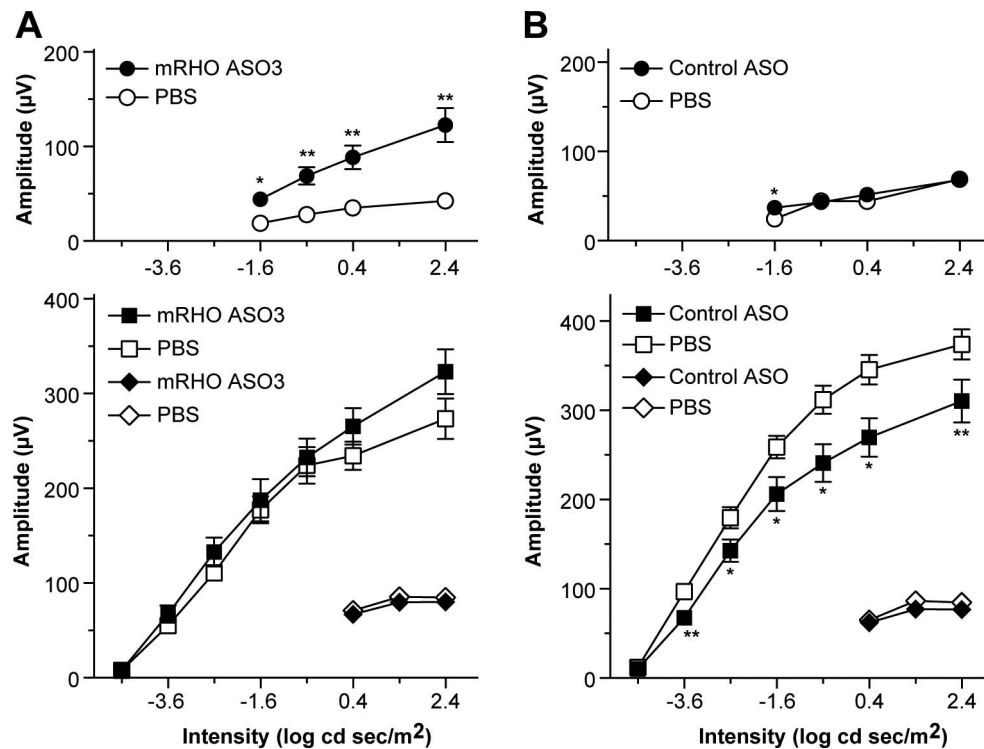 A
200
mRHO ASO3
PBS
**
**
**
*
100
0
Amplitude (µV)
-3.6
-1.6
0.4
2.4
400
mRHO ASO3
PBS
mRHO ASO3
PBS
300
200
100
0
Amplitude (µV)
-3.6
-1.6
0.4
2.4
Intensity (log cd sec/m²)
B
200
Control ASO
PBS
*
100
0
Amplitude (µV)
-3.6
-1.6
0.4
2.4
Control ASO
PBS
Control ASO
PBS
400
300
200
100
0
Amplitude (µV)
**
*
*
*
*
**
-3.6
-1.6
0.4
2.4
Intensity (log cd sec/m²)